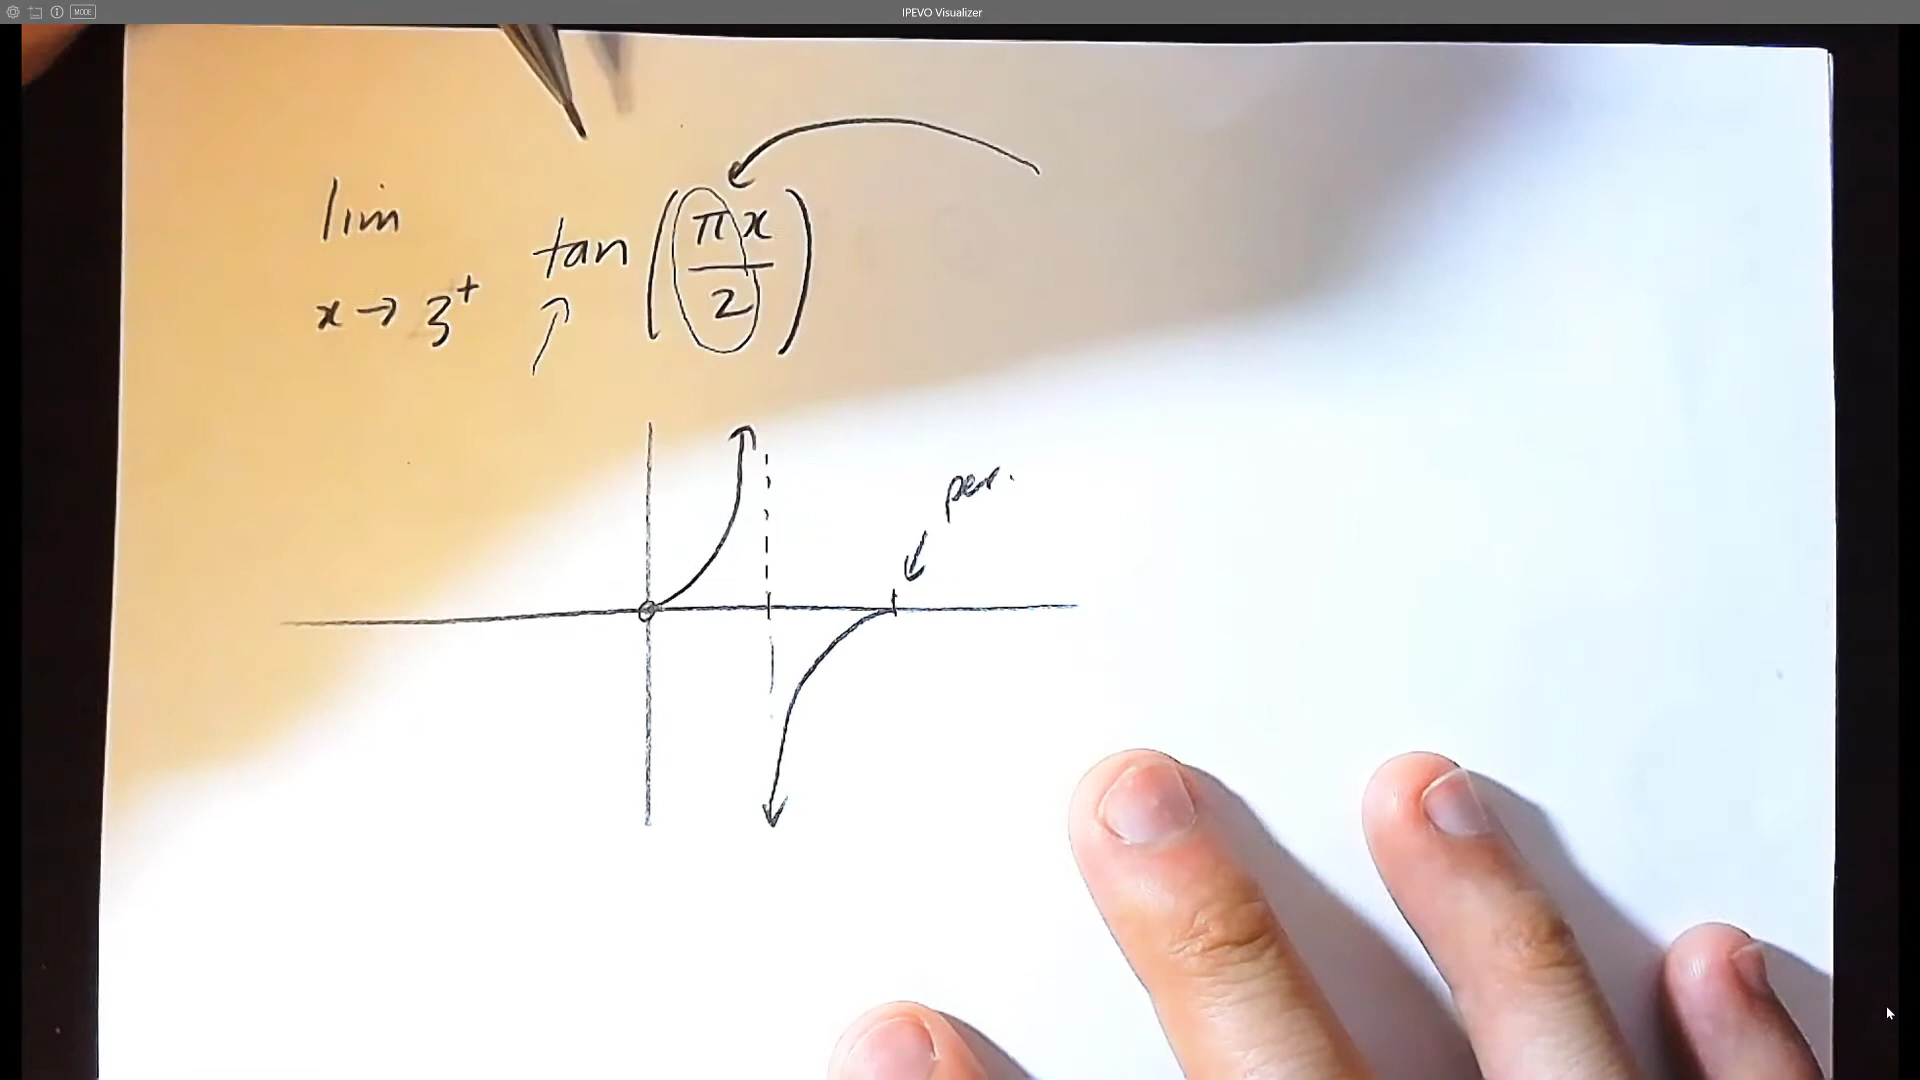 MODE
IPEVO Visualizer
lim x → 3⁺ tan (πx/2)
per.